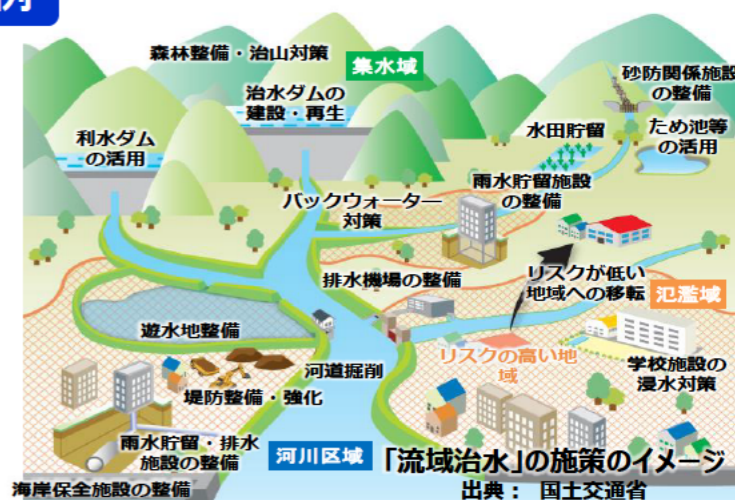 森林整備・治山対策
集水域
砂防関係施設
の整備
治水ダムの
建設・再生
利水ダム
の活用
水田貯留
ため池等
の活用
雨水貯留施設
の整備
バックウォーター
対策
排水機場の整備
リスクが低い
地域への移転
氾濫域
遊水地整備
リスクの高い地
域
学校施設の
浸水対策
河道掘削
堤防整備・強化
雨水貯留・排水
施設の整備
河川区域
「流域治水」の施策のイメージ
海岸保全施設の整備
出典： 国土交通省